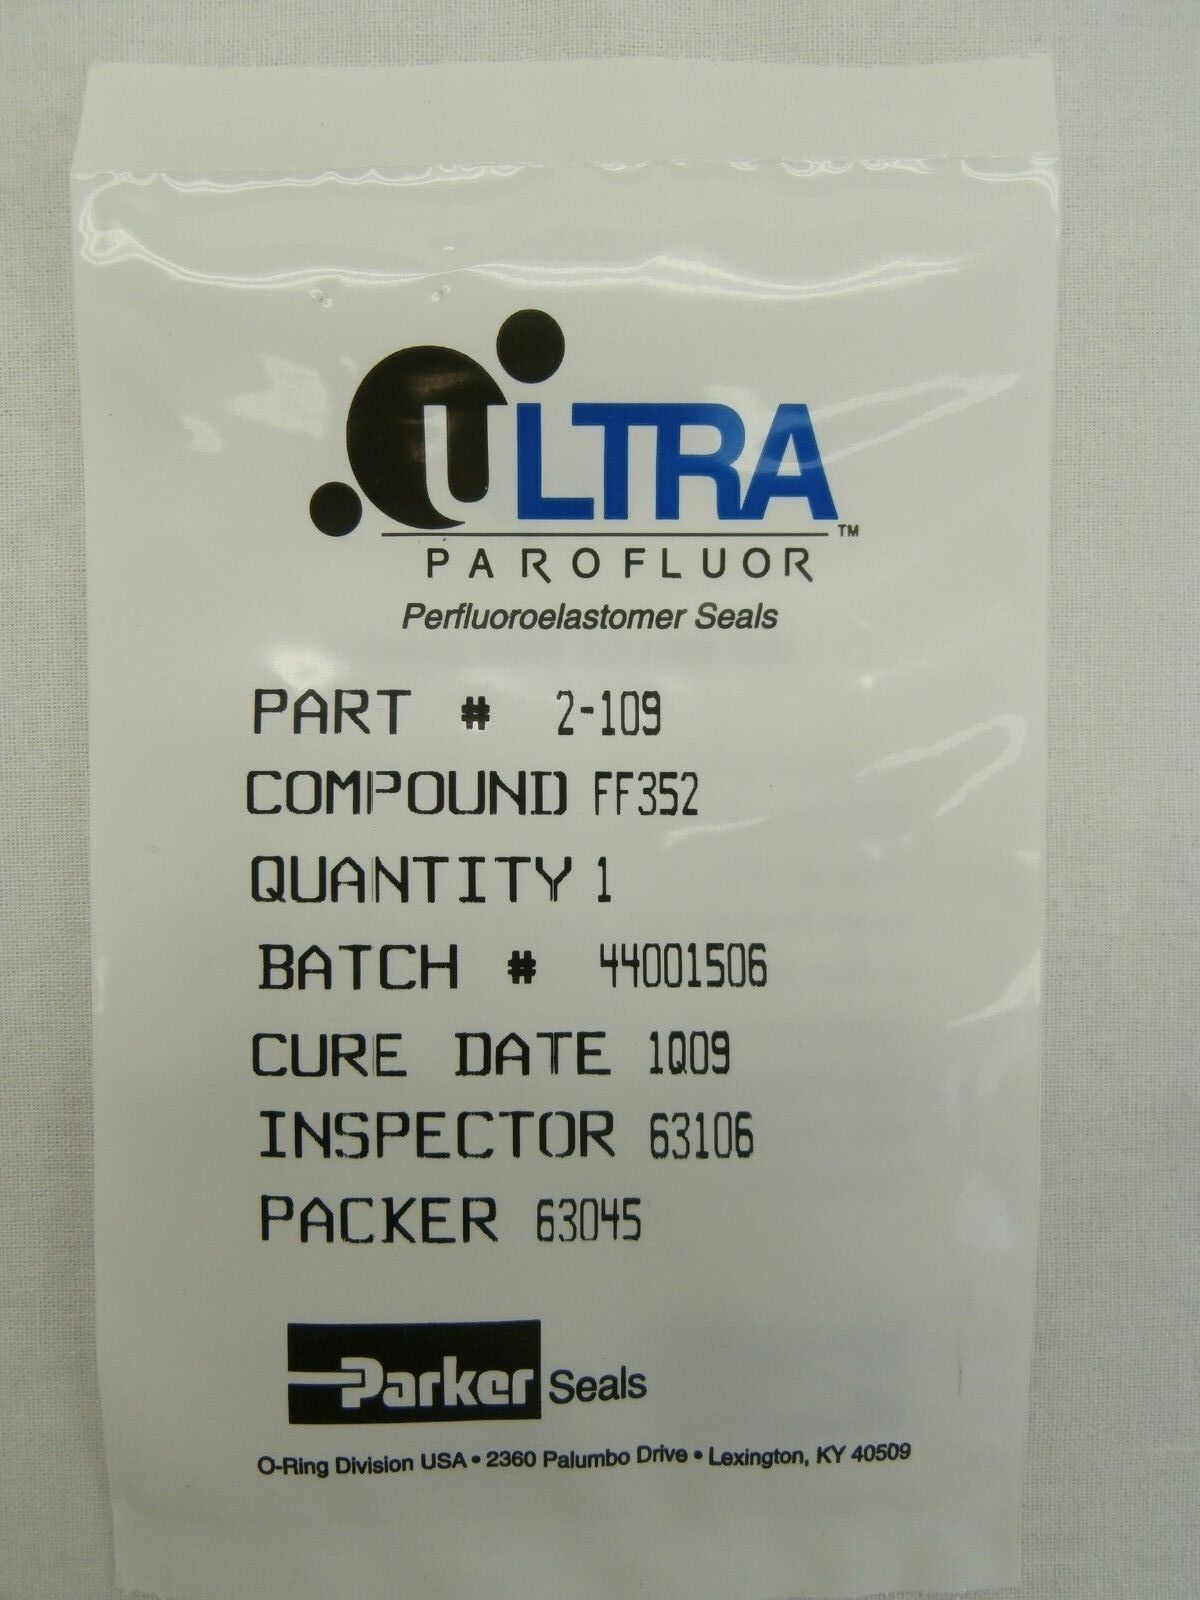 ULTRA™
PAROFLUOR
Perfluoroelastomer Seals
PART # 2-109
COMPOUND FF352
QUANTITY 1
BATCH # 44001506
CURE DATE 1Q09
INSPECTOR 63106
PACKER 63045
Parker Seals
O-Ring Division USA • 2360 Palumbo Drive • Lexington, KY 40509